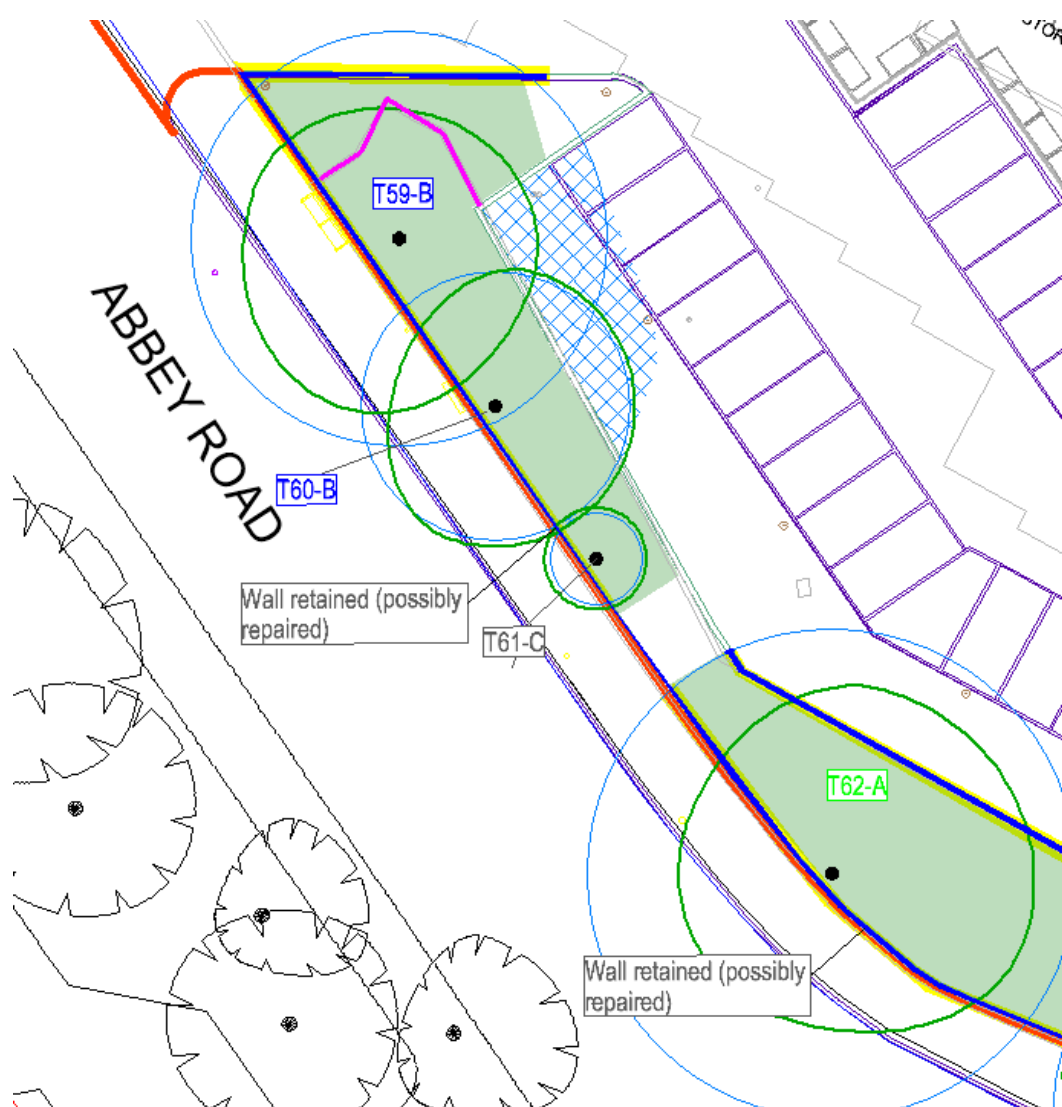 T59-B
ABBEY ROAD
T60-B
Wall retained (possibly
repaired)
T61-C
T62-A
Wall retained (possibly
repaired)